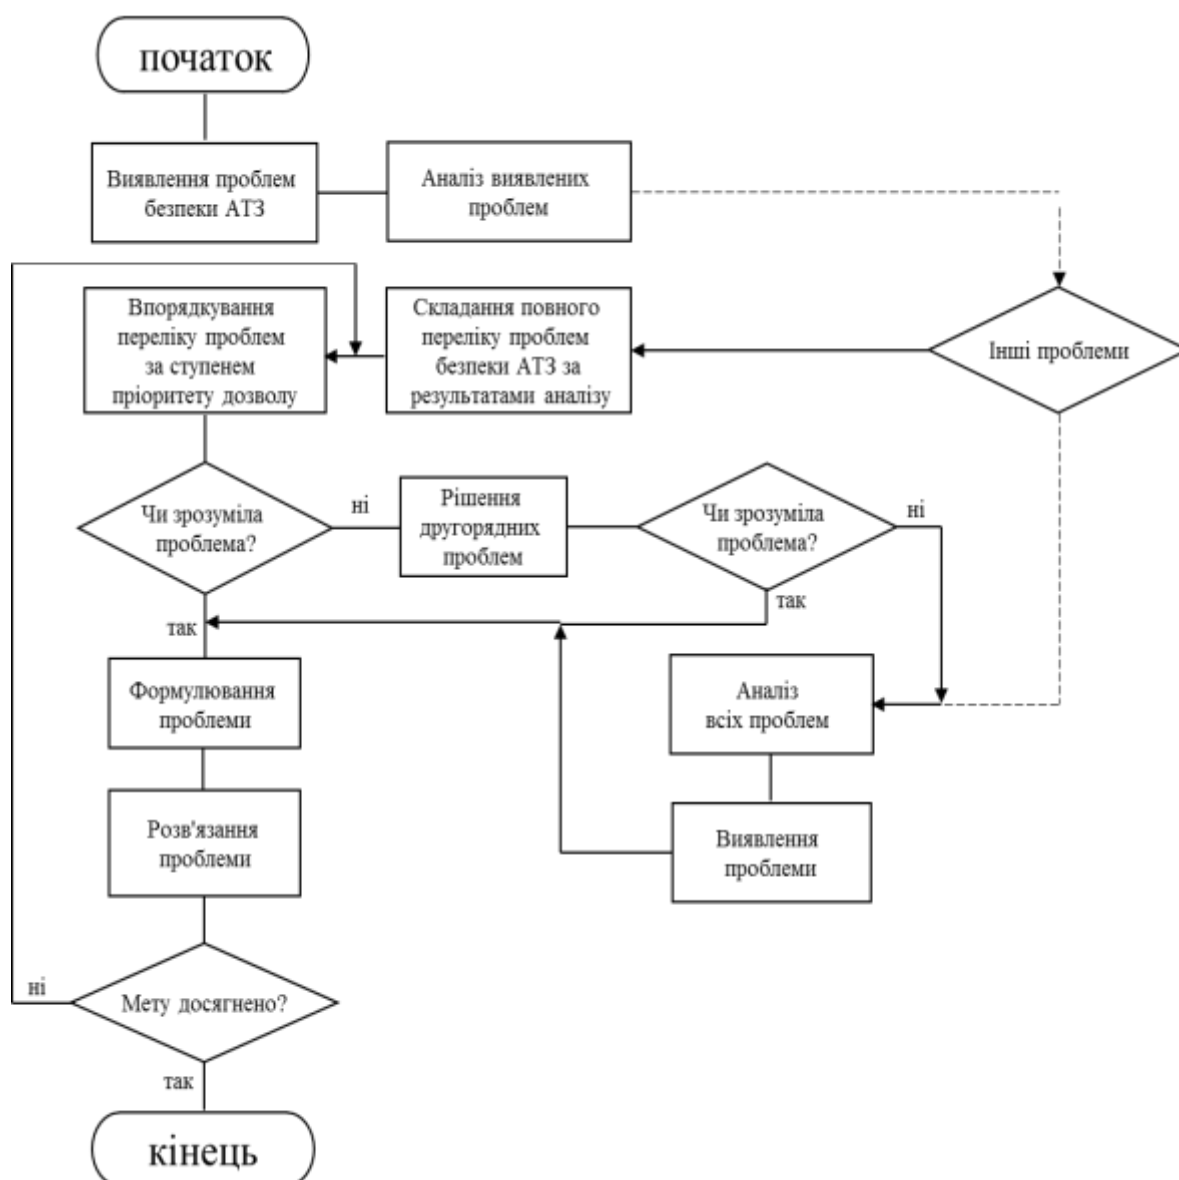 початок
Виявлення проблем
безпеки АТЗ
Аналіз виявлених
проблем
Впорядкування
переліку проблем
за ступенем
пріоритету дозволу
Складання повного
переліку проблем
безпеки АТЗ за
результатами аналізу
Інші проблеми
Чи зрозуміла
проблема?
ні
Рішення
другорядних
проблем
Чи зрозуміла
проблема?
ні
так
так
Формулювання
проблеми
Аналіз
всіх проблем
Розв'язання
проблеми
Виявлення
проблеми
ні
Мету досягнено?
так
кінець